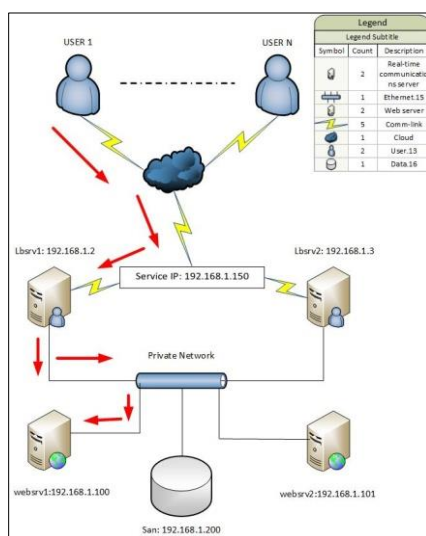 USER 1
USER N
Legend
Legend Subtitle
Symbol Count Description
2 Real-time
communicatio
ns server
1 Ethernet.15
2 Web server
5 Comm-link
1 Cloud
2 User.13
1 Data.16
Lbsrv1: 192.168.1.2
Lbsrv2: 192.168.1.3
Service IP: 192.168.1.150
Private Network
websrv1:192.168.1.100
websrv2:192.168.1.101
San: 192.168.1.200